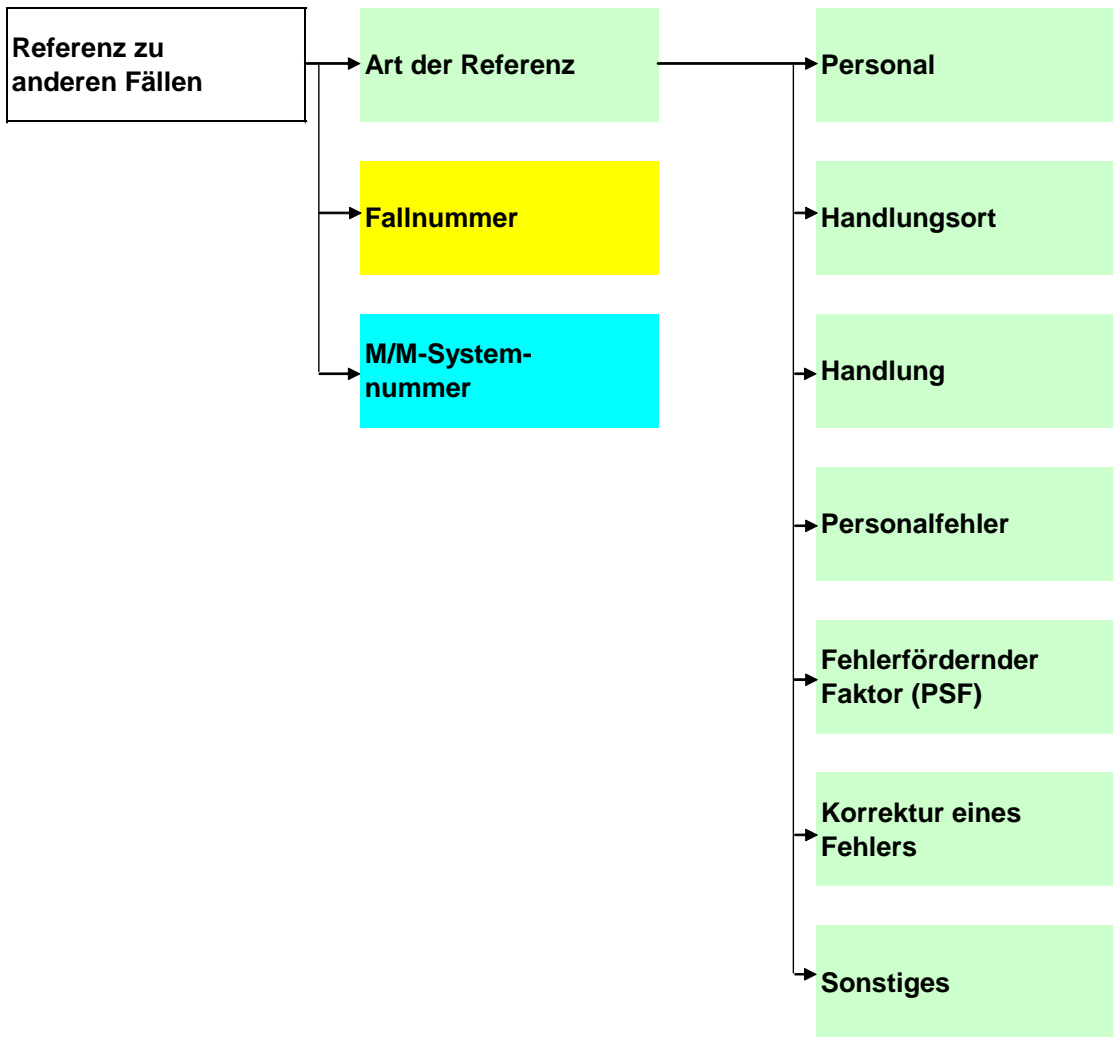 Referenz zu
anderen Fällen
Art der Referenz
Personal
Fallnummer
Handlungsort
M/M-System-
nummer
Handlung
Personalfehler
Fehlerfördernder
Faktor (PSF)
Korrektur eines
Fehlers
Sonstiges